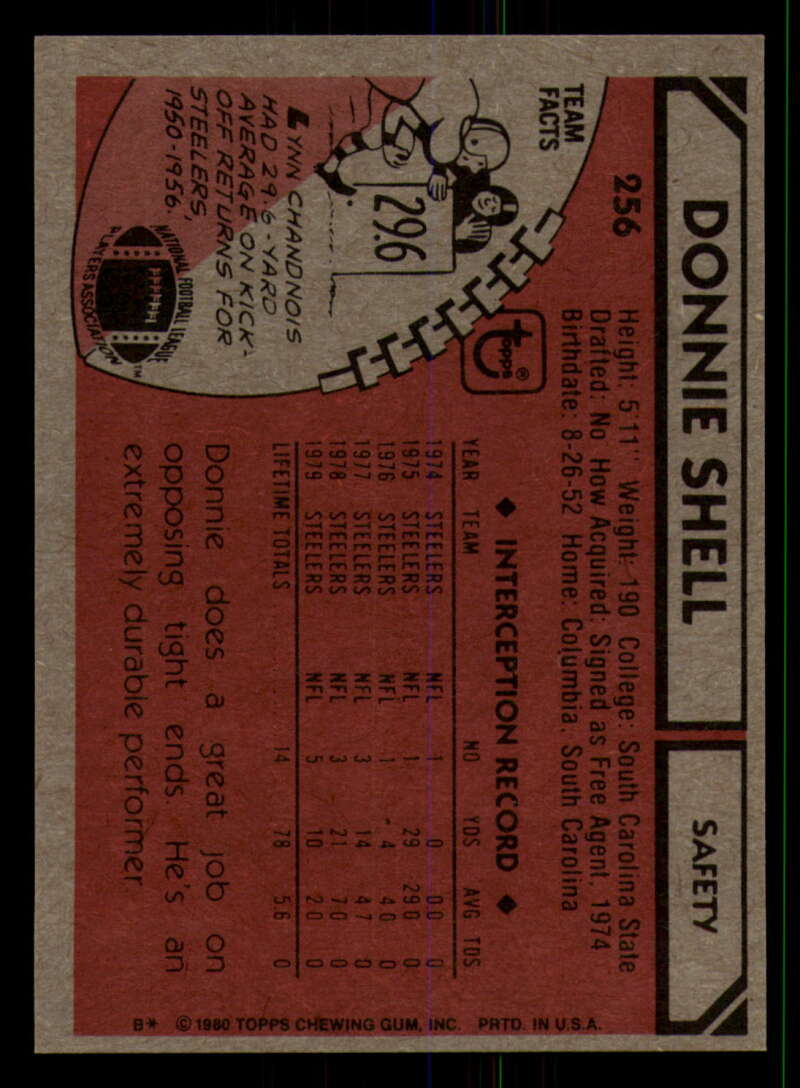 DONNIE SHELL
SAFETY
256
Height: 5'11" Weight: 190 College: South Carolina State
Drafted: No How Acquired: Signed as Free Agent, 1974
Birthdate: 8-26-52 Home: Columbia, South Carolina
TEAM
FACTS
29.6
LYNN CHANDNOIS
HAD 29.6-YARD
AVERAGE ON KICK-
OFF RETURNS FOR
STEELERS,
1950-1956.
NATIONAL FOOTBALL LEAGUE
PLAYERS ASSOCIATION
TM
topps®
◆ INTERCEPTION RECORD ◆
YEAR TEAM NO YDS AVG TDS
1974 STEELERS NFL 1 0 0.0 0
1975 STEELERS NFL 1 29 29.0 0
1976 STEELERS NFL 1 4 4.0 0
1977 STEELERS NFL 3 14 4.7 0
1978 STEELERS NFL 3 21 7.0 0
1979 STEELERS NFL 5 10 2.0 0
LIFETIME TOTALS 14 78 5.6 0
Donnie does a great job on
opposing tight ends. He's an
extremely durable performer
B* © 1980 TOPPS CHEWING GUM, INC. PRTD. IN U.S.A.